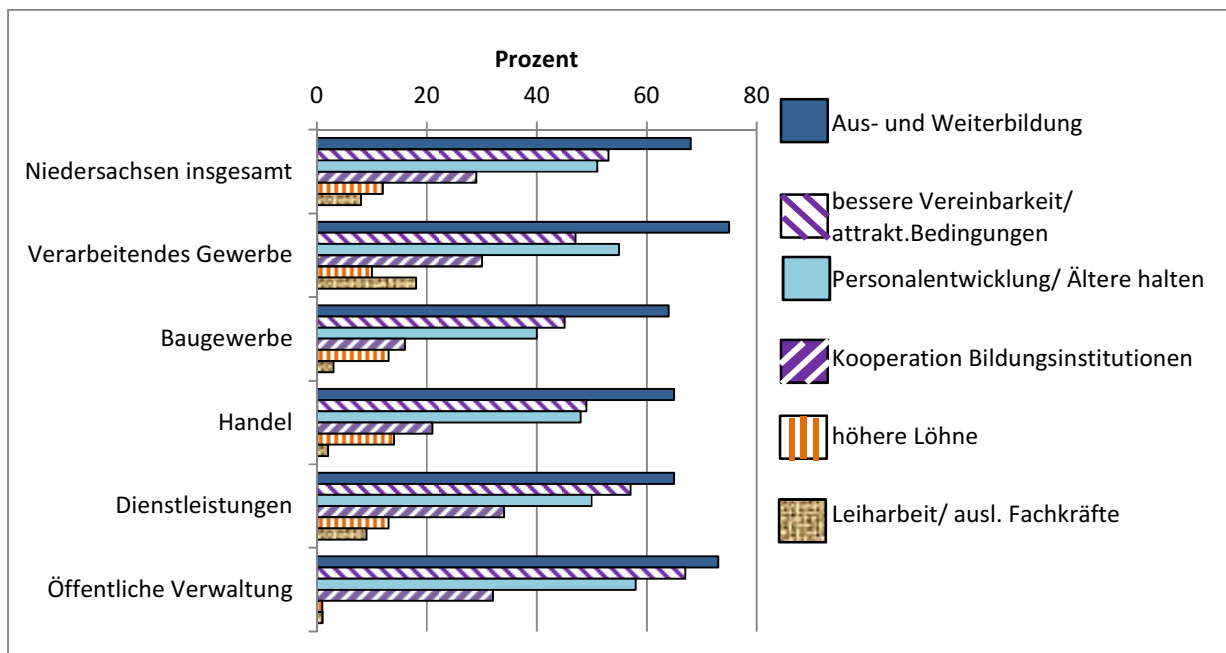 Prozent
0 20 40 60 80
Niedersachsen insgesamt
Verarbeitendes Gewerbe
Baugewerbe
Handel
Dienstleistungen
Öffentliche Verwaltung
Aus- und Weiterbildung
bessere Vereinbarkeit/
attrakt.Bedingungen
Personalentwicklung/ Ältere halten
Kooperation Bildungsinstitutionen
höhere Löhne
Leiharbeit/ ausl. Fachkräfte